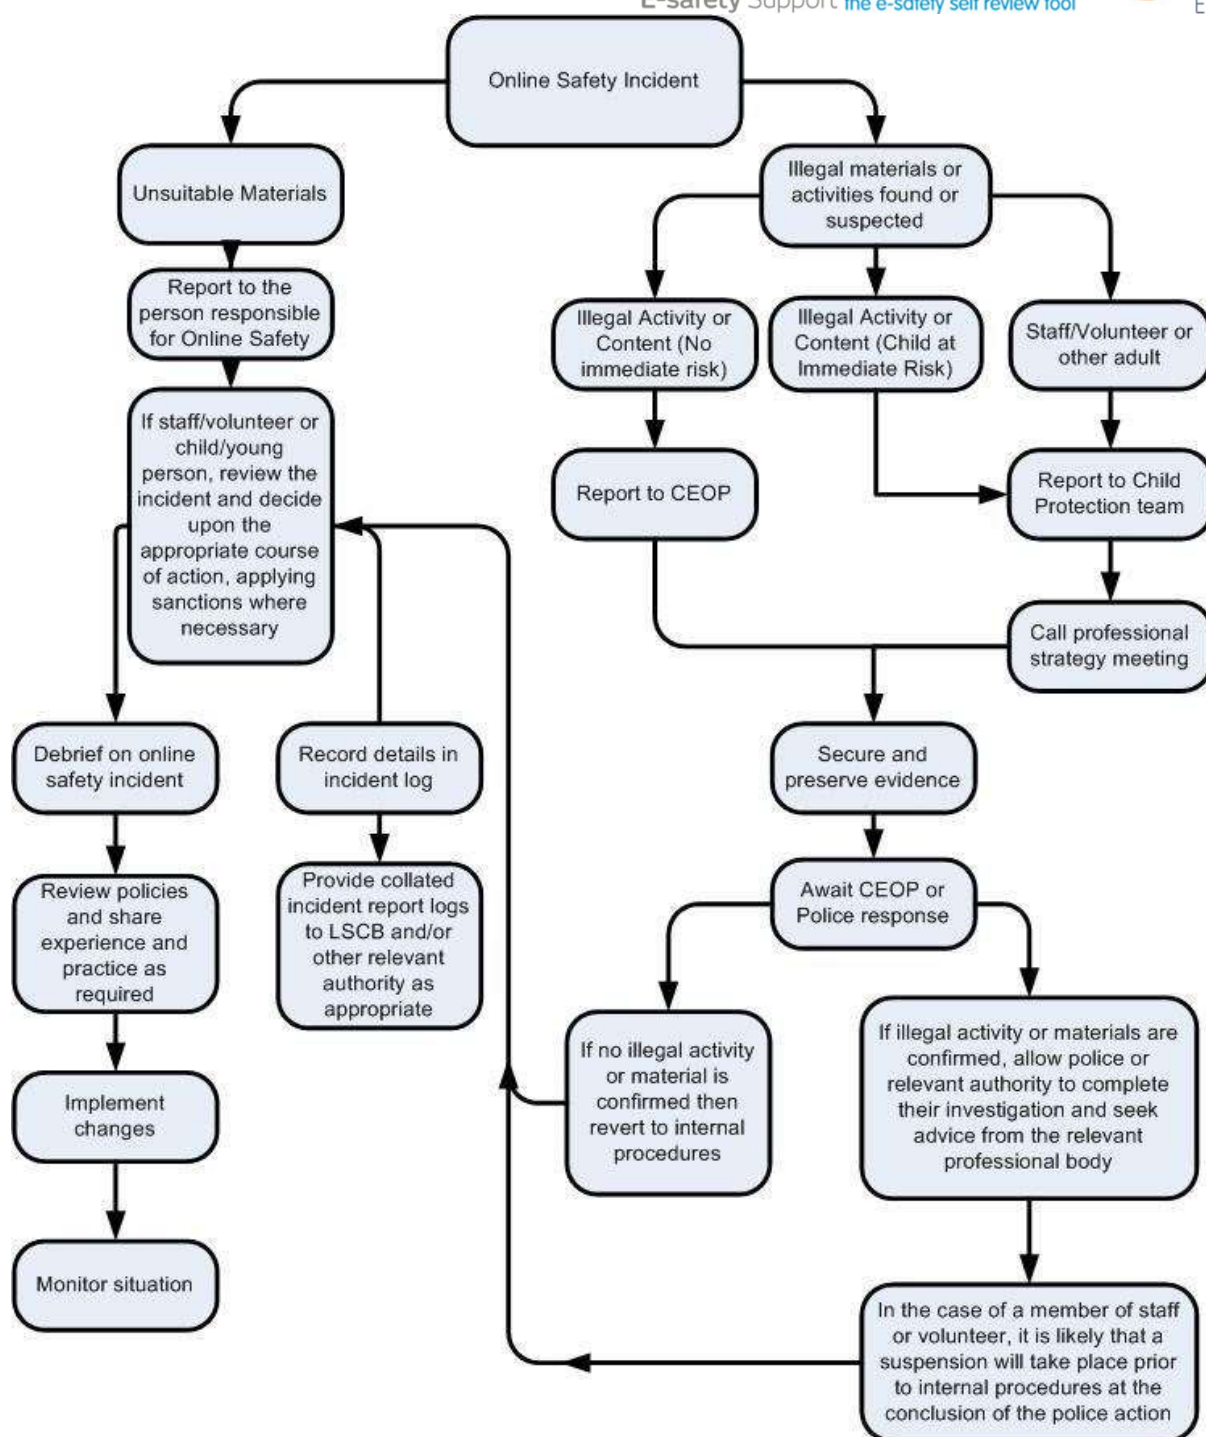 E-safety Support the e-safety self review tool
E
Online Safety Incident
Unsuitable Materials
Illegal materials or
activities found or
suspected
Report to the
person responsible
for Online Safety
Illegal Activity or
Content (No
immediate risk)
Illegal Activity or
Content (Child at
Immediate Risk)
Staff/Volunteer or
other adult
If staff/volunteer or
child/young
person, review the
incident and decide
upon the
appropriate course
of action, applying
sanctions where
necessary
Report to CEOP
Report to Child
Protection team
Call professional
strategy meeting
Debrief on online
safety incident
Record details in
incident log
Secure and
preserve evidence
Review policies
and share
experience and
practice as
required
Provide collated
incident report logs
to LSCB and/or
other relevant
authority as
appropriate
Await CEOP or
Police response
If no illegal activity
or material is
confirmed then
revert to internal
procedures
If illegal activity or materials are
confirmed, allow police or
relevant authority to complete
their investigation and seek
advice from the relevant
professional body
Implement
changes
Monitor situation
In the case of a member of staff
or volunteer, it is likely that a
suspension will take place prior
to internal procedures at the
conclusion of the police action